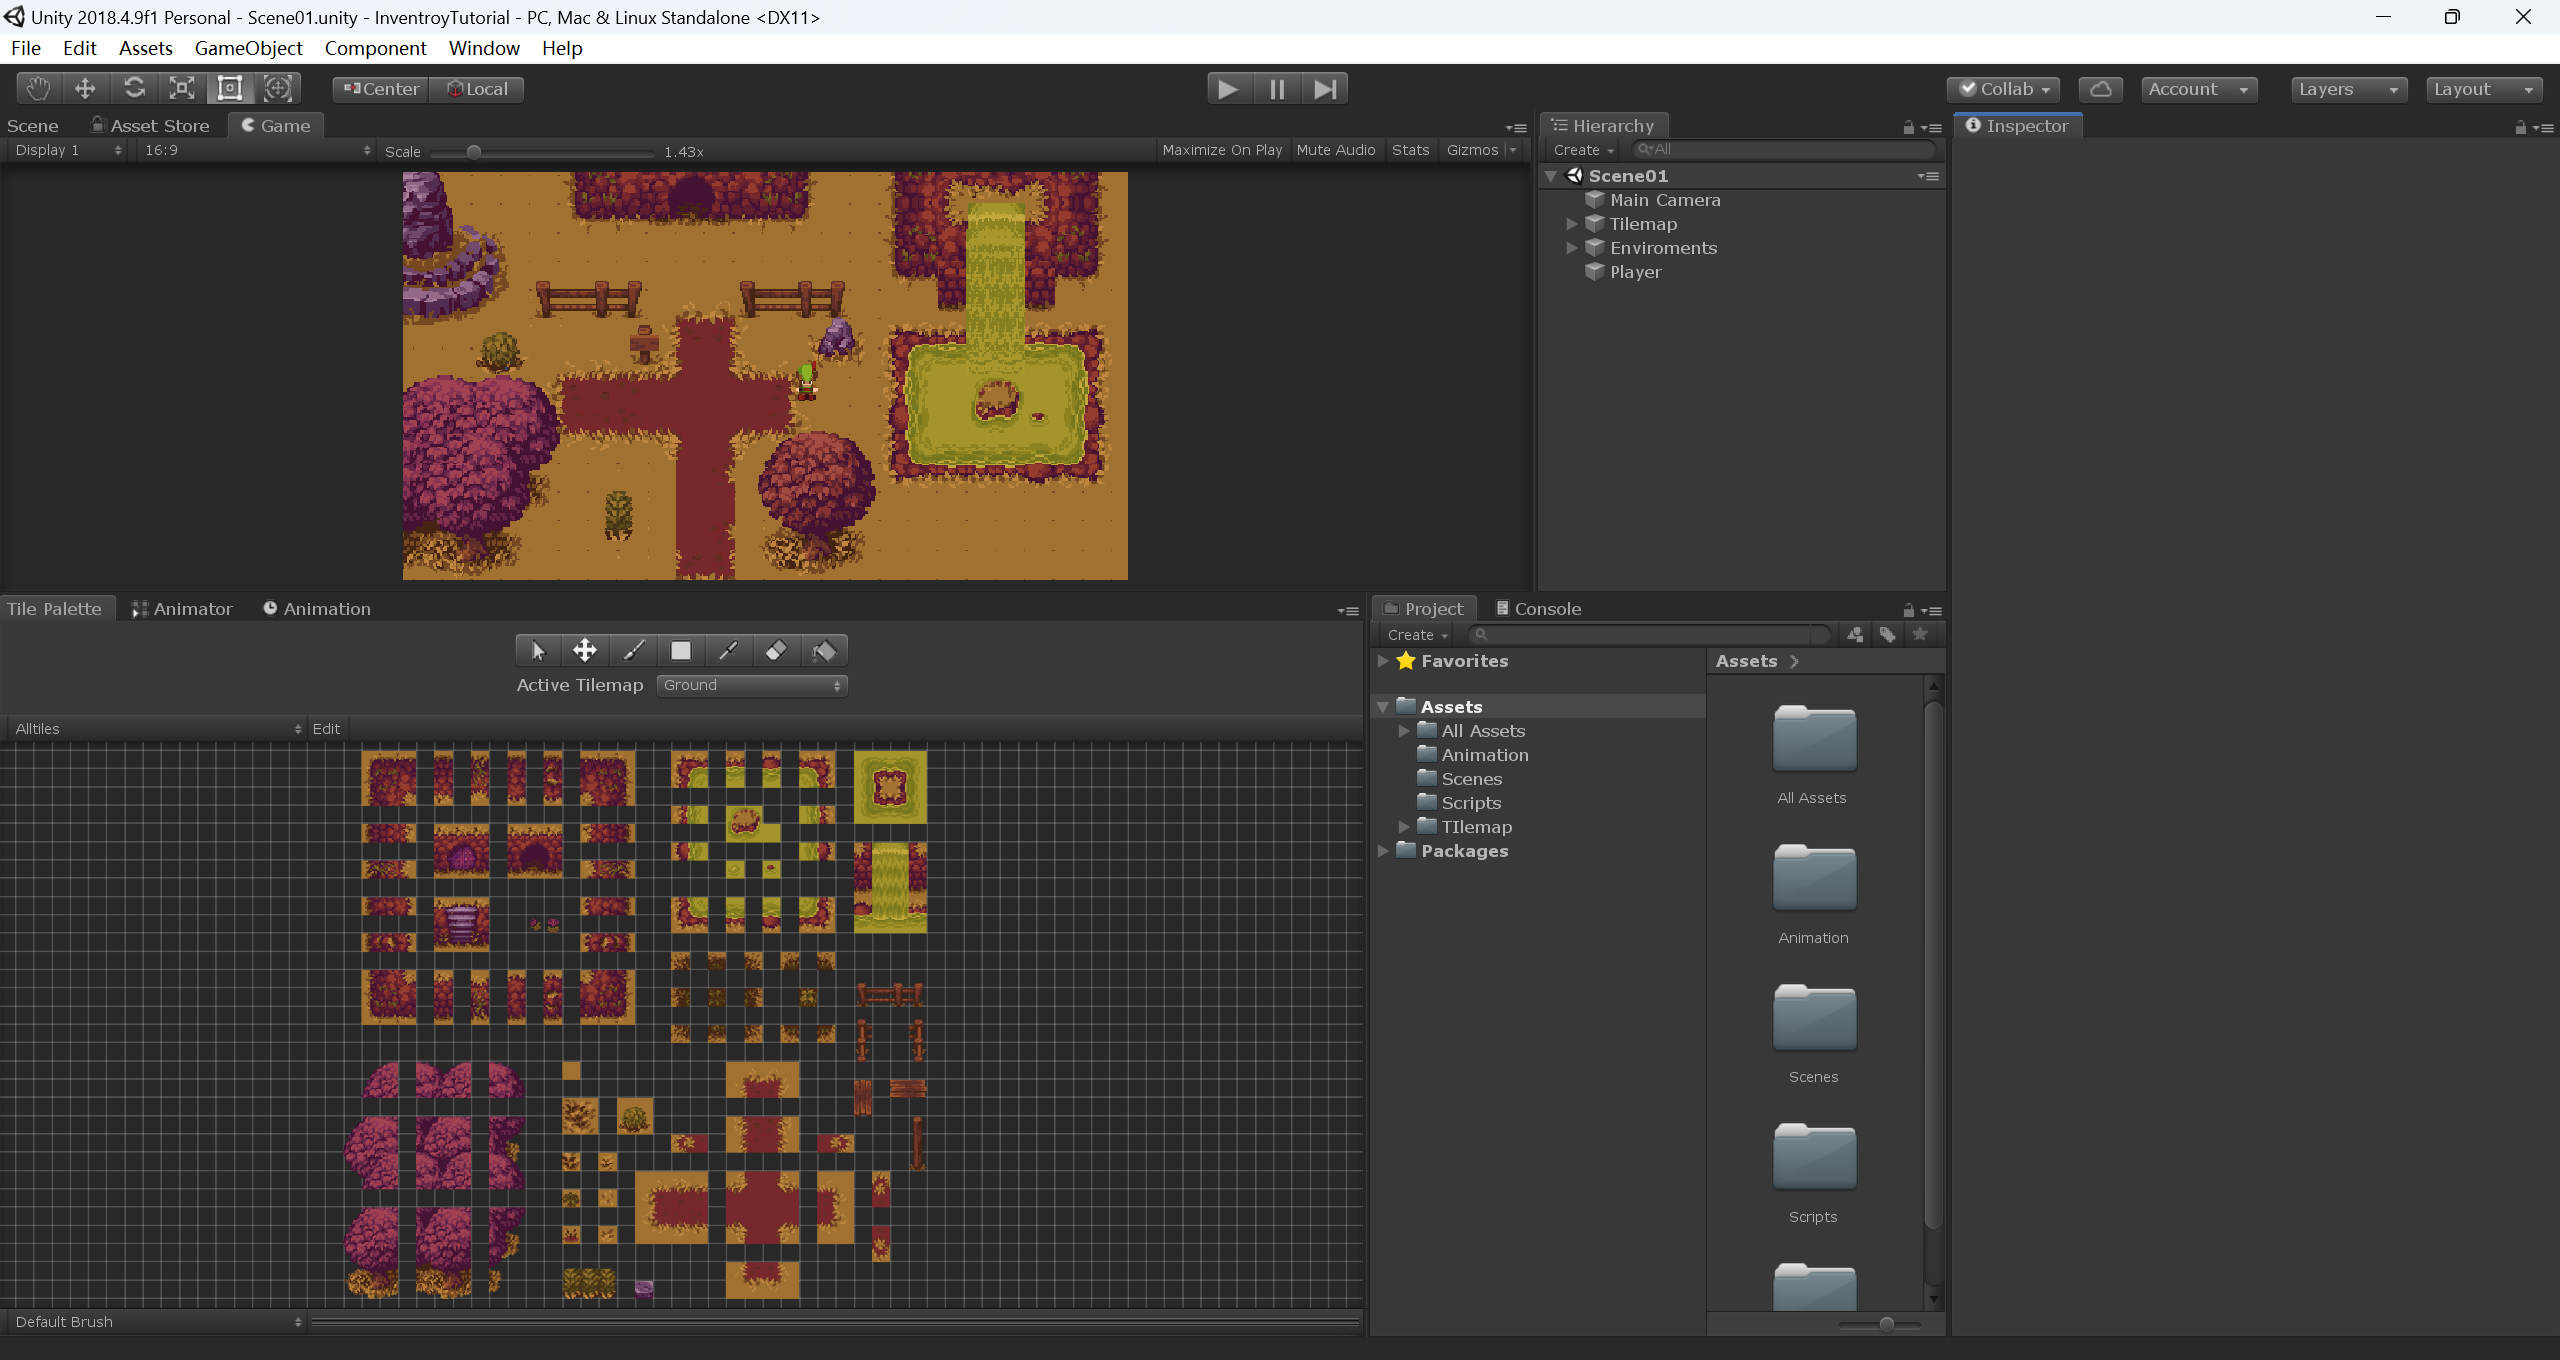 Unity 2018.4.9f1 Personal - Scene01.unity - InventroyTutorial - PC, Mac & Linux Standalone <DX11>
File Edit Assets GameObject Component Window Help
Center Local Collab Account Layers Layout
Scene Asset Store Game
Display 1 16:9 Scale 1.43x Maximize On Play Mute Audio Stats Gizmos
Hierarchy
Create All
Scene01
Main Camera
Tilemap
Enviroments
Player
Inspector
Tile Palette Animator Animation
Active Tilemap Ground
Alltiles Edit
Default Brush
Project Console
Create
Favorites
Assets
All Assets
Animation
Scenes
Scripts
TIlemap
Packages
Assets
All Assets
Animation
Scenes
Scripts